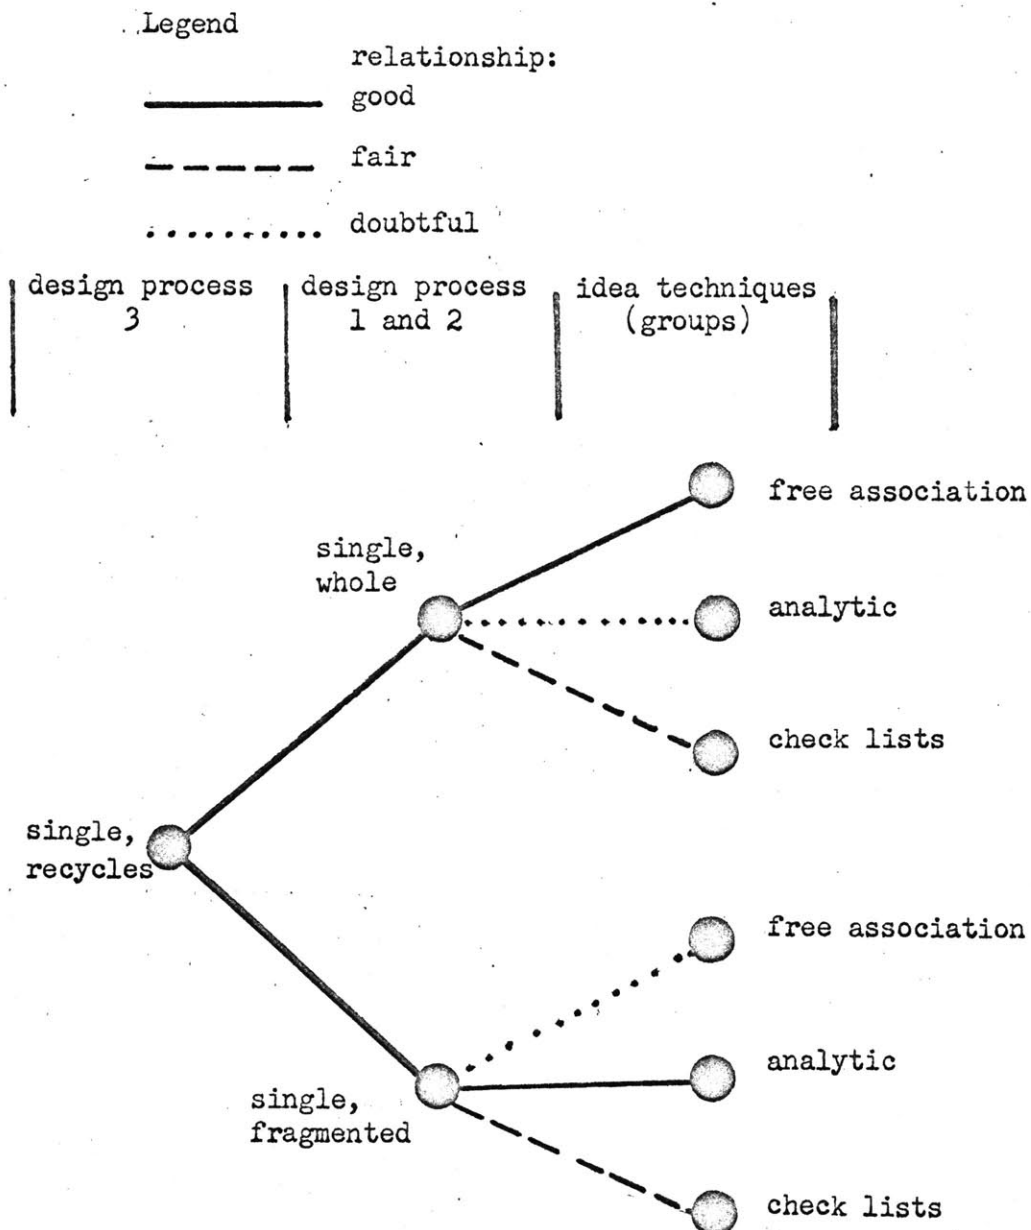 Legend
relationship:
good
fair
doubtful
design process
3
design process
1 and 2
idea techniques
(groups)
free association
single,
whole
analytic
check lists
single,
recycles
free association
analytic
single,
fragmented
check lists